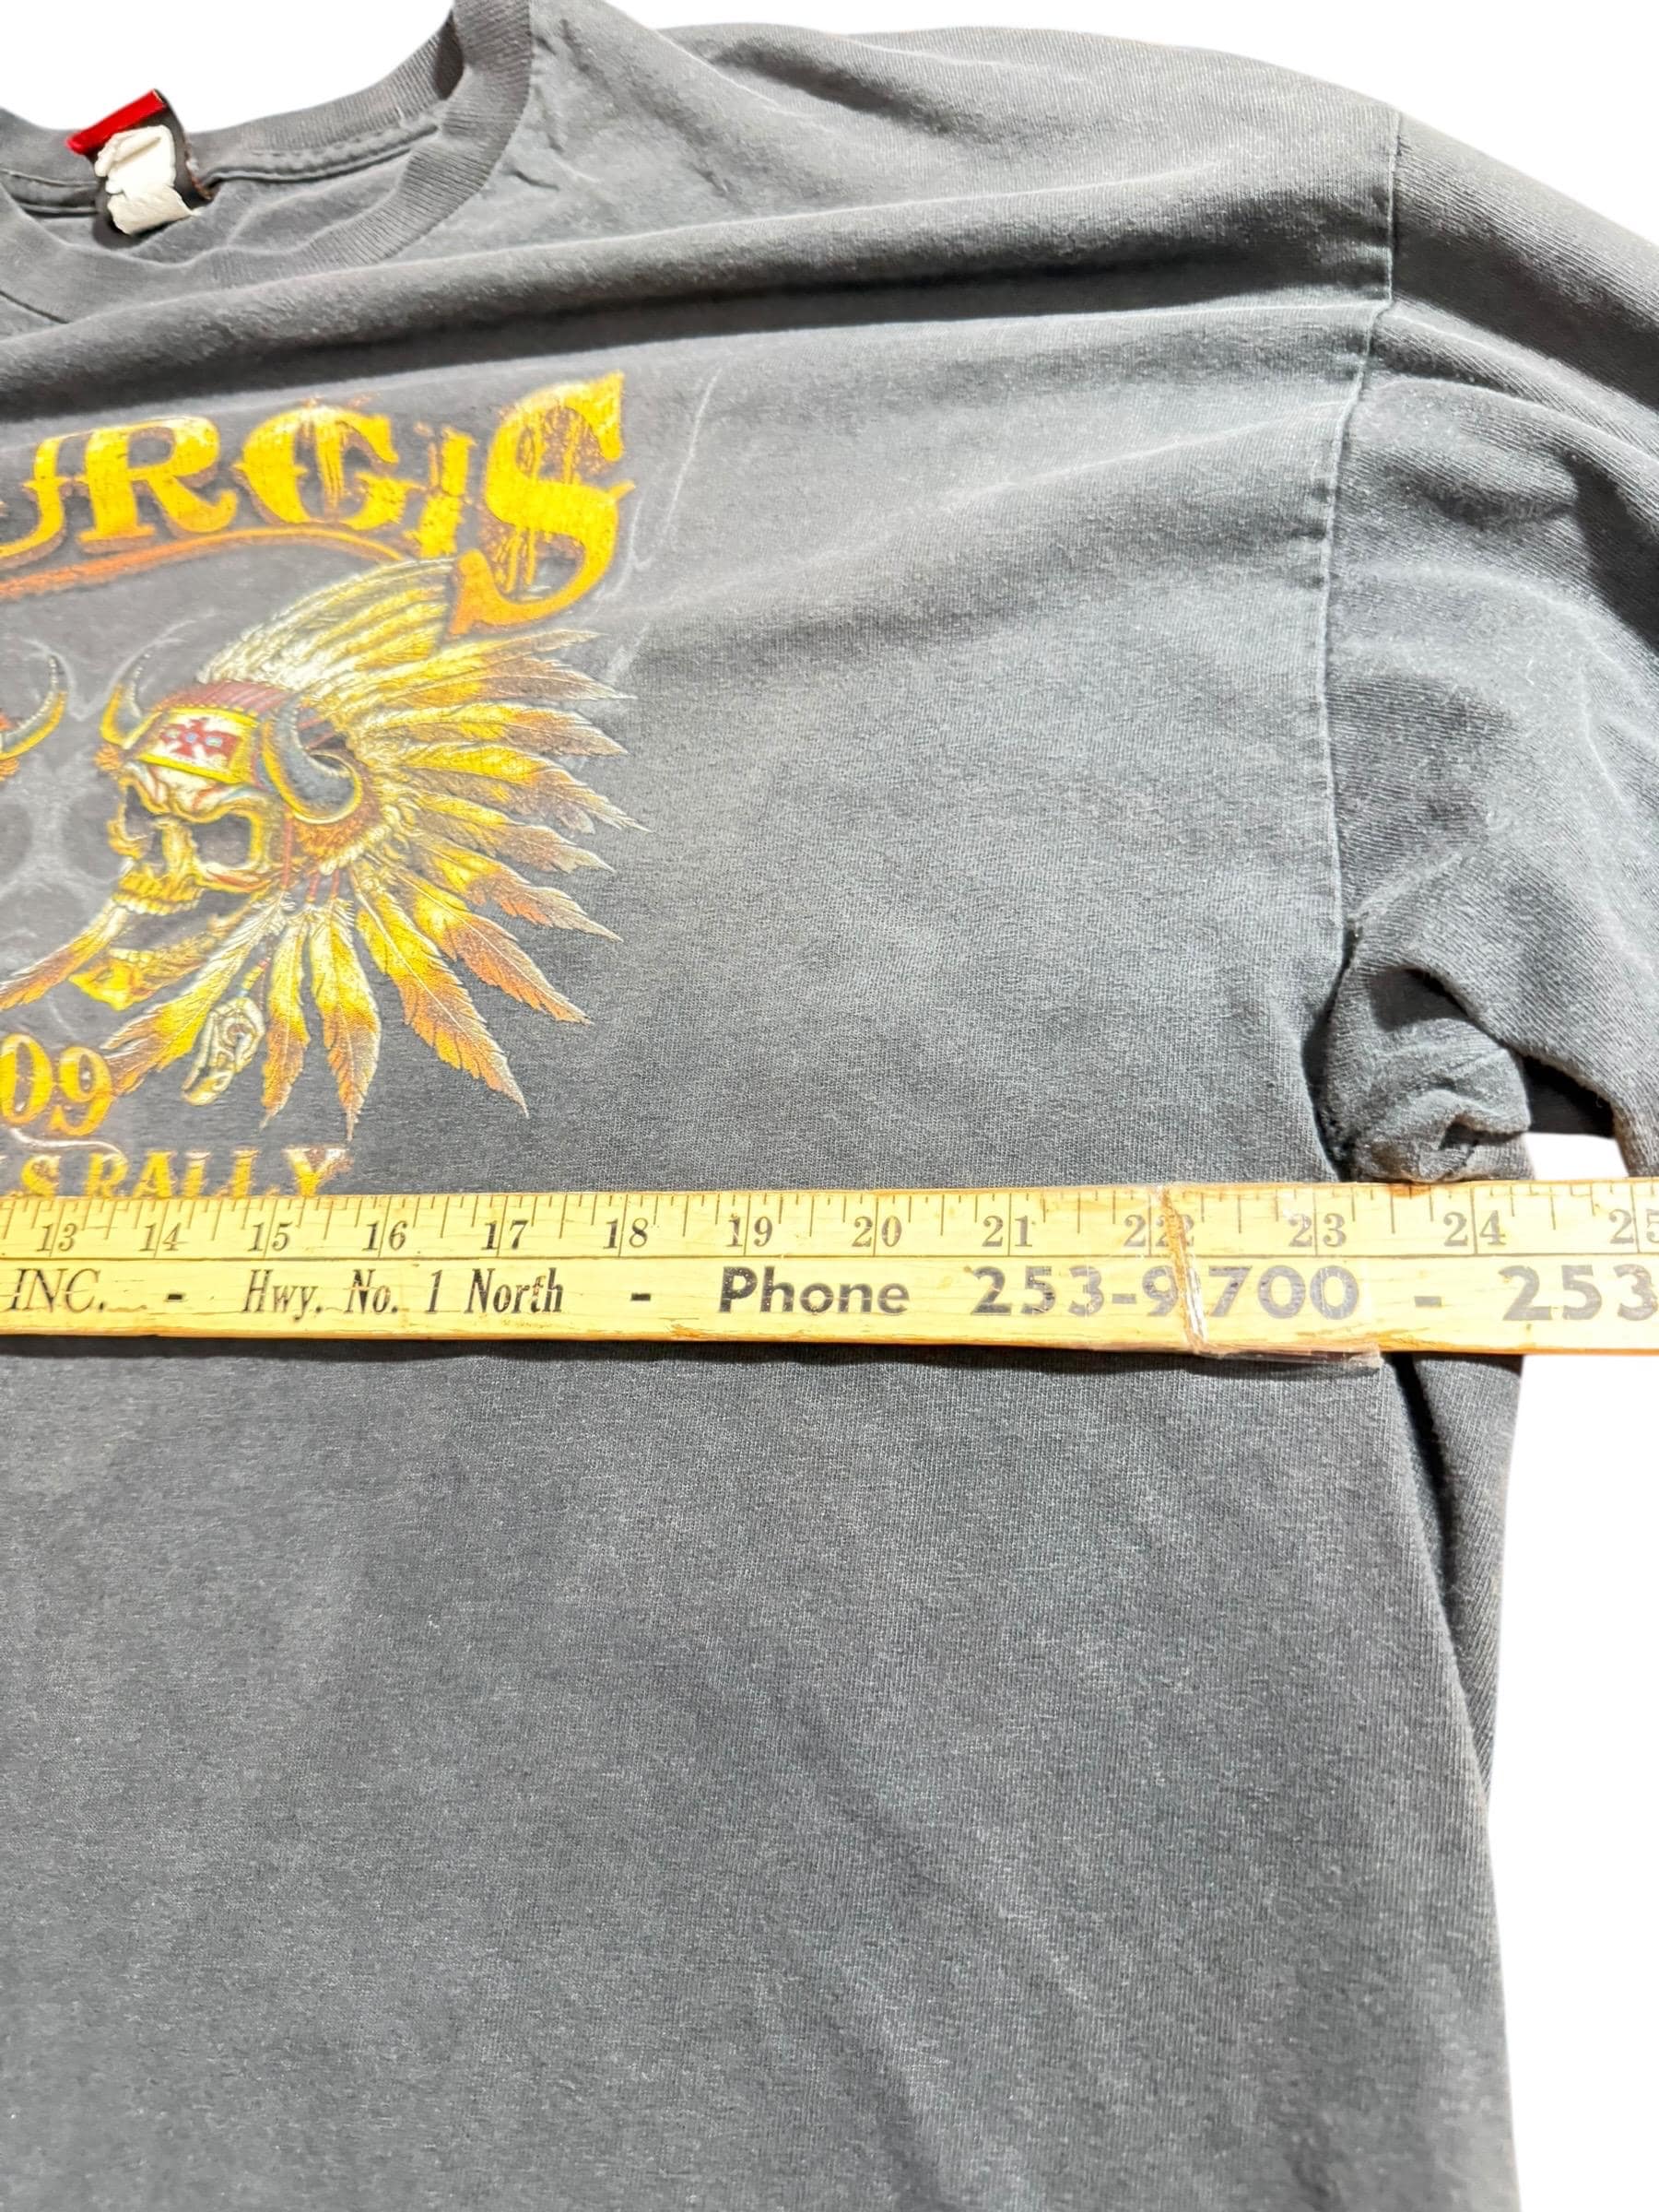 URGIS
09
S RALLY
13 14 15 16 17 18 19 20 21 22 23 24 25
INC. - Hwy. No. 1 North - Phone 253-9700 - 253